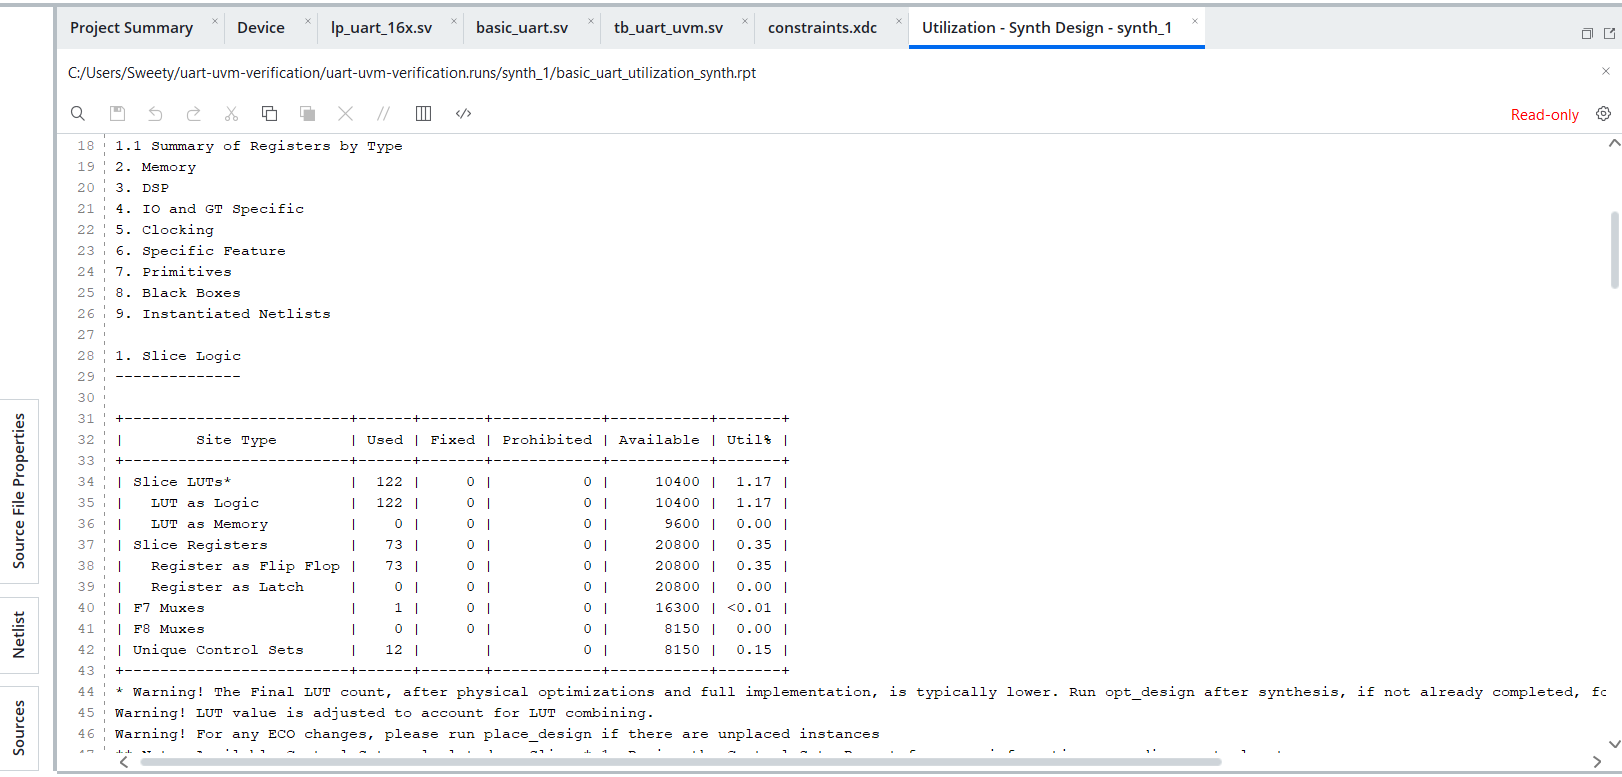 Project Summary × Device × lp_uart_16x.sv × basic_uart.sv × tb_uart_uvm.sv × constraints.xdc × Utilization - Synth Design - synth_1 ×
C:/Users/Sweety/uart-uvm-verification/uart-uvm-verification.runs/synth_1/basic_uart_utilization_synth.rpt
Read-only
18 1.1 Summary of Registers by Type
19 2. Memory
20 3. DSP
21 4. IO and GT Specific
22 5. Clocking
23 6. Specific Feature
24 7. Primitives
25 8. Black Boxes
26 9. Instantiated Netlists
27
28 1. Slice Logic
29 --------------
30
31 +-------------------------+------+-------+------------+-----------+-------+
32 |        Site Type        | Used | Fixed | Prohibited | Available | Util% |
33 +-------------------------+------+-------+------------+-----------+-------+
34 | Slice LUTs*             |  122 |     0 |          0 |     10400 |  1.17 |
35 |   LUT as Logic          |  122 |     0 |          0 |     10400 |  1.17 |
36 |   LUT as Memory         |    0 |     0 |          0 |      9600 |  0.00 |
37 | Slice Registers         |   73 |     0 |          0 |     20800 |  0.35 |
38 |   Register as Flip Flop |   73 |     0 |          0 |     20800 |  0.35 |
39 |   Register as Latch     |    0 |     0 |          0 |     20800 |  0.00 |
40 | F7 Muxes                |    1 |     0 |          0 |     16300 | <0.01 |
41 | F8 Muxes                |    0 |     0 |          0 |      8150 |  0.00 |
42 | Unique Control Sets     |   12 |       |          0 |      8150 |  0.15 |
43 +-------------------------+------+-------+------------+-----------+-------+
44 * Warning! The Final LUT count, after physical optimizations and full implementation, is typically lower. Run opt_design after synthesis, if not already completed, fo
45 Warning! LUT value is adjusted to account for LUT combining.
46 Warning! For any ECO changes, please run place_design if there are unplaced instances
Source File Properties
Netlist
Sources